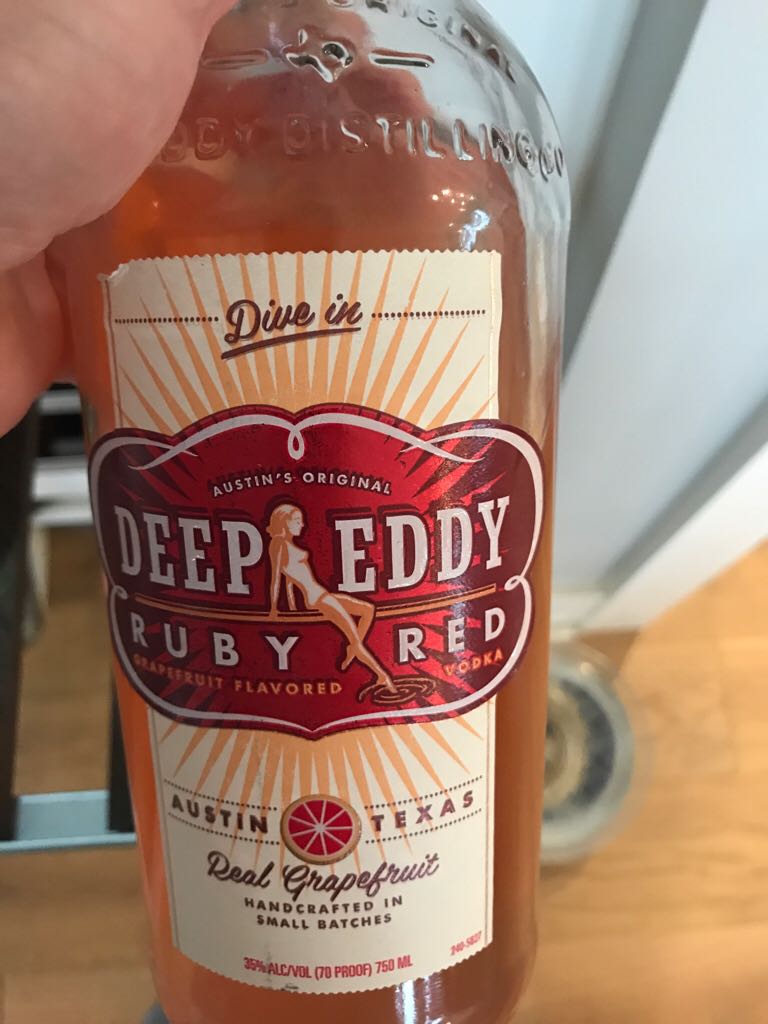 ORIGINAL
DDY DISTILLING CO
Dive in
AUSTIN'S ORIGINAL
DEEP EDDY
RUBY RED
GRAPEFRUIT FLAVORED VODKA
AUSTIN TEXAS
Real Grapefruit
HANDCRAFTED IN
SMALL BATCHES
35% ALC/VOL (70 PROOF) 750 ML